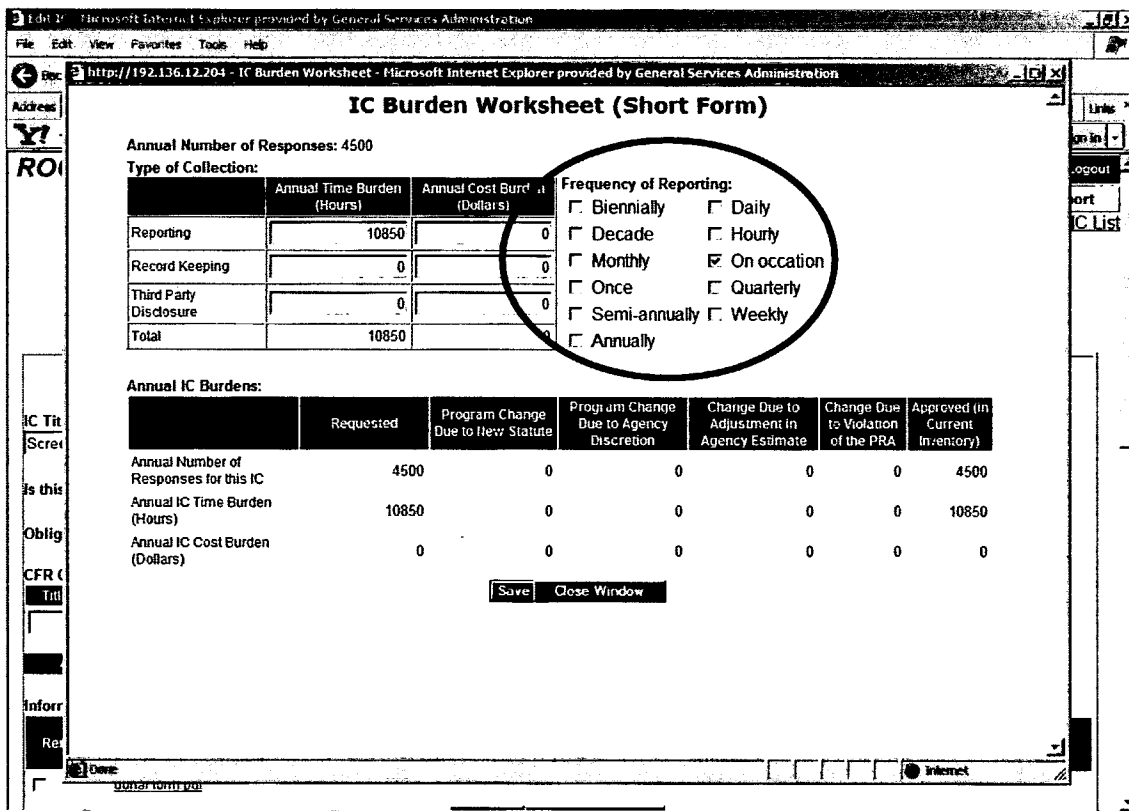 Microsoft Internet Explorer provided by General Services Administration
File Edit View Favorites Tools Help
http://192.136.12.204 - IC Burden Worksheet - Microsoft Internet Explorer provided by General Services Administration
Address
Links
Y!
ROC
Logout
IC List
IC Burden Worksheet (Short Form)
Annual Number of Responses: 4500
Type of Collection:
Annual Time Burden (Hours) Annual Cost (Dollars)
Reporting 10850 0
Record Keeping 0 0
Third Party Disclosure 0 0
Total 10850
Frequency of Reporting:
Biennially Daily
Decade Hourly
Monthly On occation
Once Quarterly
Semi-annually Weekly
Annually
Annual IC Burdens:
Requested Program Change Due to New Statute Program Change Due to Agency Discretion Change Due to Adjustment in Agency Estimate Change Due to Violation of the PRA Approved (in Current Inventory)
Annual Number of Responses for this IC 4500 0 0 0 0 4500
Annual IC Time Burden (Hours) 10850 0 0 0 0 10850
Annual IC Cost Burden (Dollars) 0 0 0 0 0 0
Save Close Window
IC Tit
Scree
Is this
Oblig
CFR
Titl
Inforr
Done
Internet